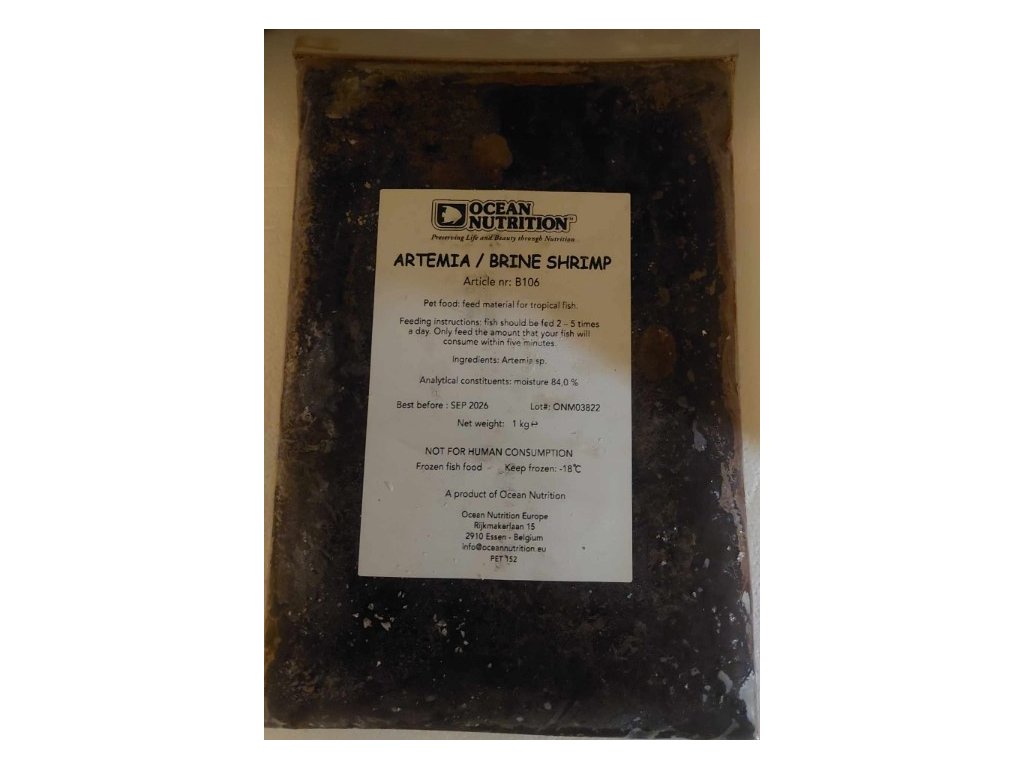 OCEAN
NUTRITION™
Preserving Life and Beauty through Nutrition
ARTEMIA / BRINE SHRIMP
Article nr: B106
Pet food: feed material for tropical fish.
Feeding instructions: fish should be fed 2 – 5 times
a day. Only feed the amount that your fish will
consume within five minutes.
Ingredients: Artemia sp.
Analytical constituents: moisture 84,0 %
Best before : SEP 2026 Lot#: ONM03822
Net weight: 1 kg ℮
NOT FOR HUMAN CONSUMPTION
Frozen fish food Keep frozen: -18℃
A product of Ocean Nutrition
Ocean Nutrition Europe
Rijkmakerlaan 15
2910 Essen - Belgium
info@oceannutrition.eu
PET 152